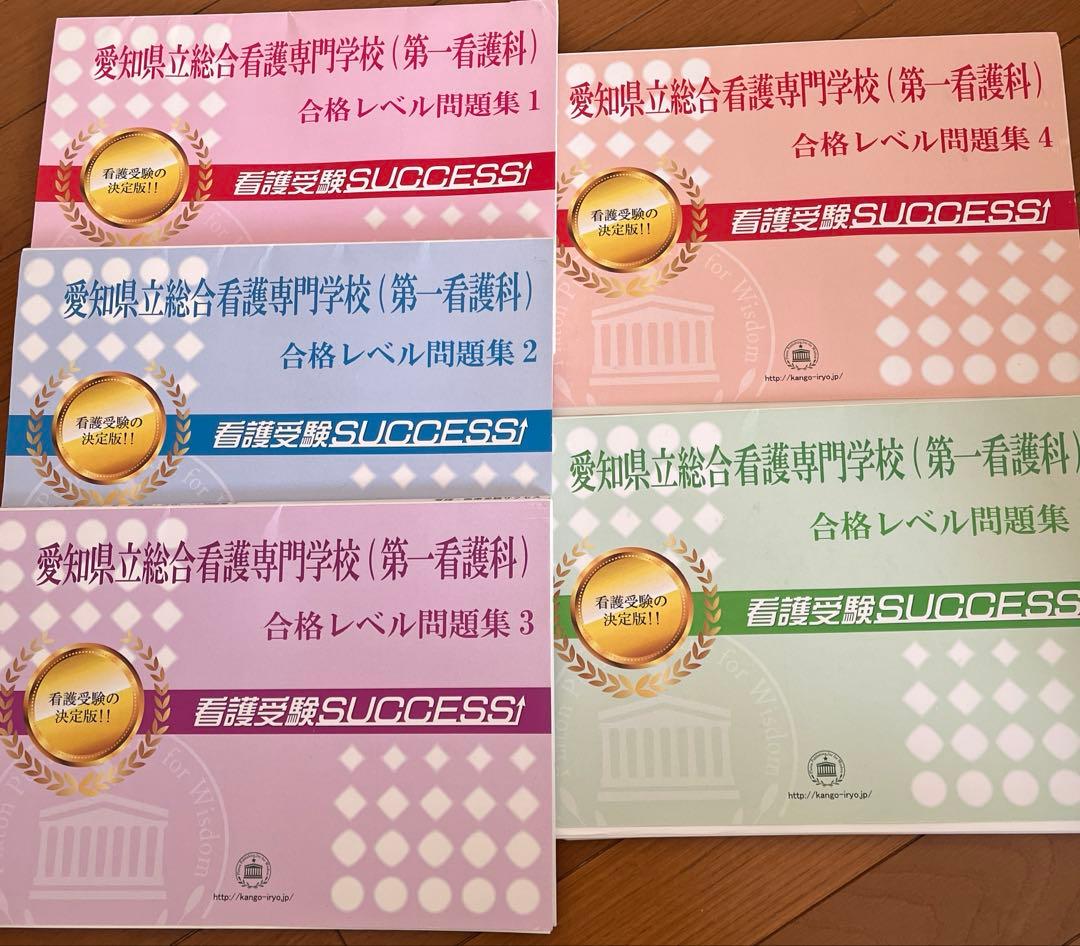 愛知県立総合看護専門学校(第一看護科)
合格レベル問題集1
看護受験の
決定版!!
看護受験SUCCESS↑
愛知県立総合看護専門学校(第一看護科)
合格レベル問題集2
看護受験の
決定版!!
看護受験SUCCESS↑
愛知県立総合看護専門学校(第一看護科)
合格レベル問題集3
看護受験の
決定版!!
看護受験SUCCESS↑
for Wisdom
http://kango-iryo.jp/
愛知県立総合看護専門学校(第一看護科)
合格レベル問題集4
看護受験の
決定版!!
看護受験SUCCESS↑
for Wisdom
http://kango-iryo.jp/
愛知県立総合看護専門学校(第一看護科)
合格レベル問題集
看護受験の
決定版!!
看護受験SUCCESS
for Wisdom
http://kango-iryo.jp/